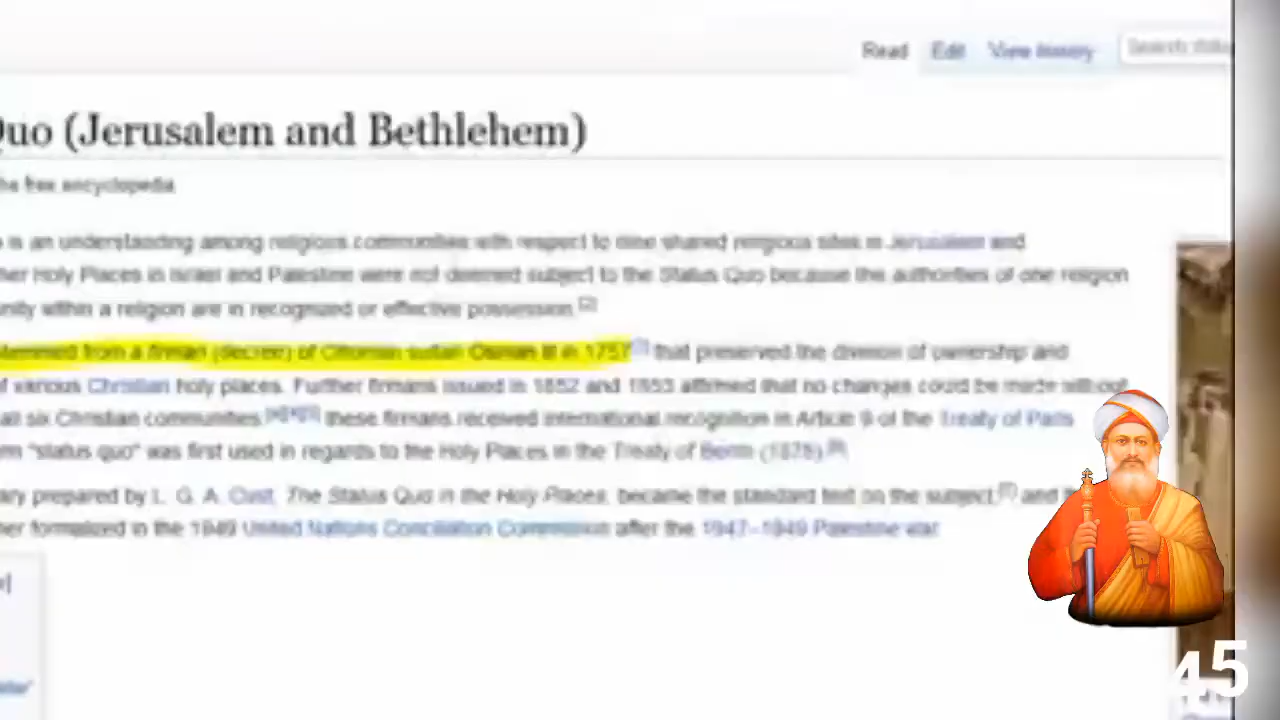 Read Edit View history Search
Quo (Jerusalem and Bethlehem)
the free encyclopedia
is an understanding among religious communities with respect to nine shared religious sites in Jerusalem and
her Holy Places in Israel and Palestine were not deemed subject to the Status Quo because the authorities of one religion
unity within a religion are in recognized or effective possession.[2]
stemmed from a firman (decree) of Ottoman sultan Osman III in 1757 that preserved the division of ownership and
of various Christian holy places. Further firmans issued in 1852 and 1853 affirmed that no changes could be made without
all six Christian communities these firmans received international recognition in Article 9 of the Treaty of Paris
"status quo" was first used in regards to the Holy Places in the Treaty of Berlin (1878)
ary prepared by L. G. A. Cust, The Status Quo in the Holy Places, became the standard text on the subject, and
her formalized in the 1949 United Nations Conciliation Commission after the 1947–1949 Palestine war.
45